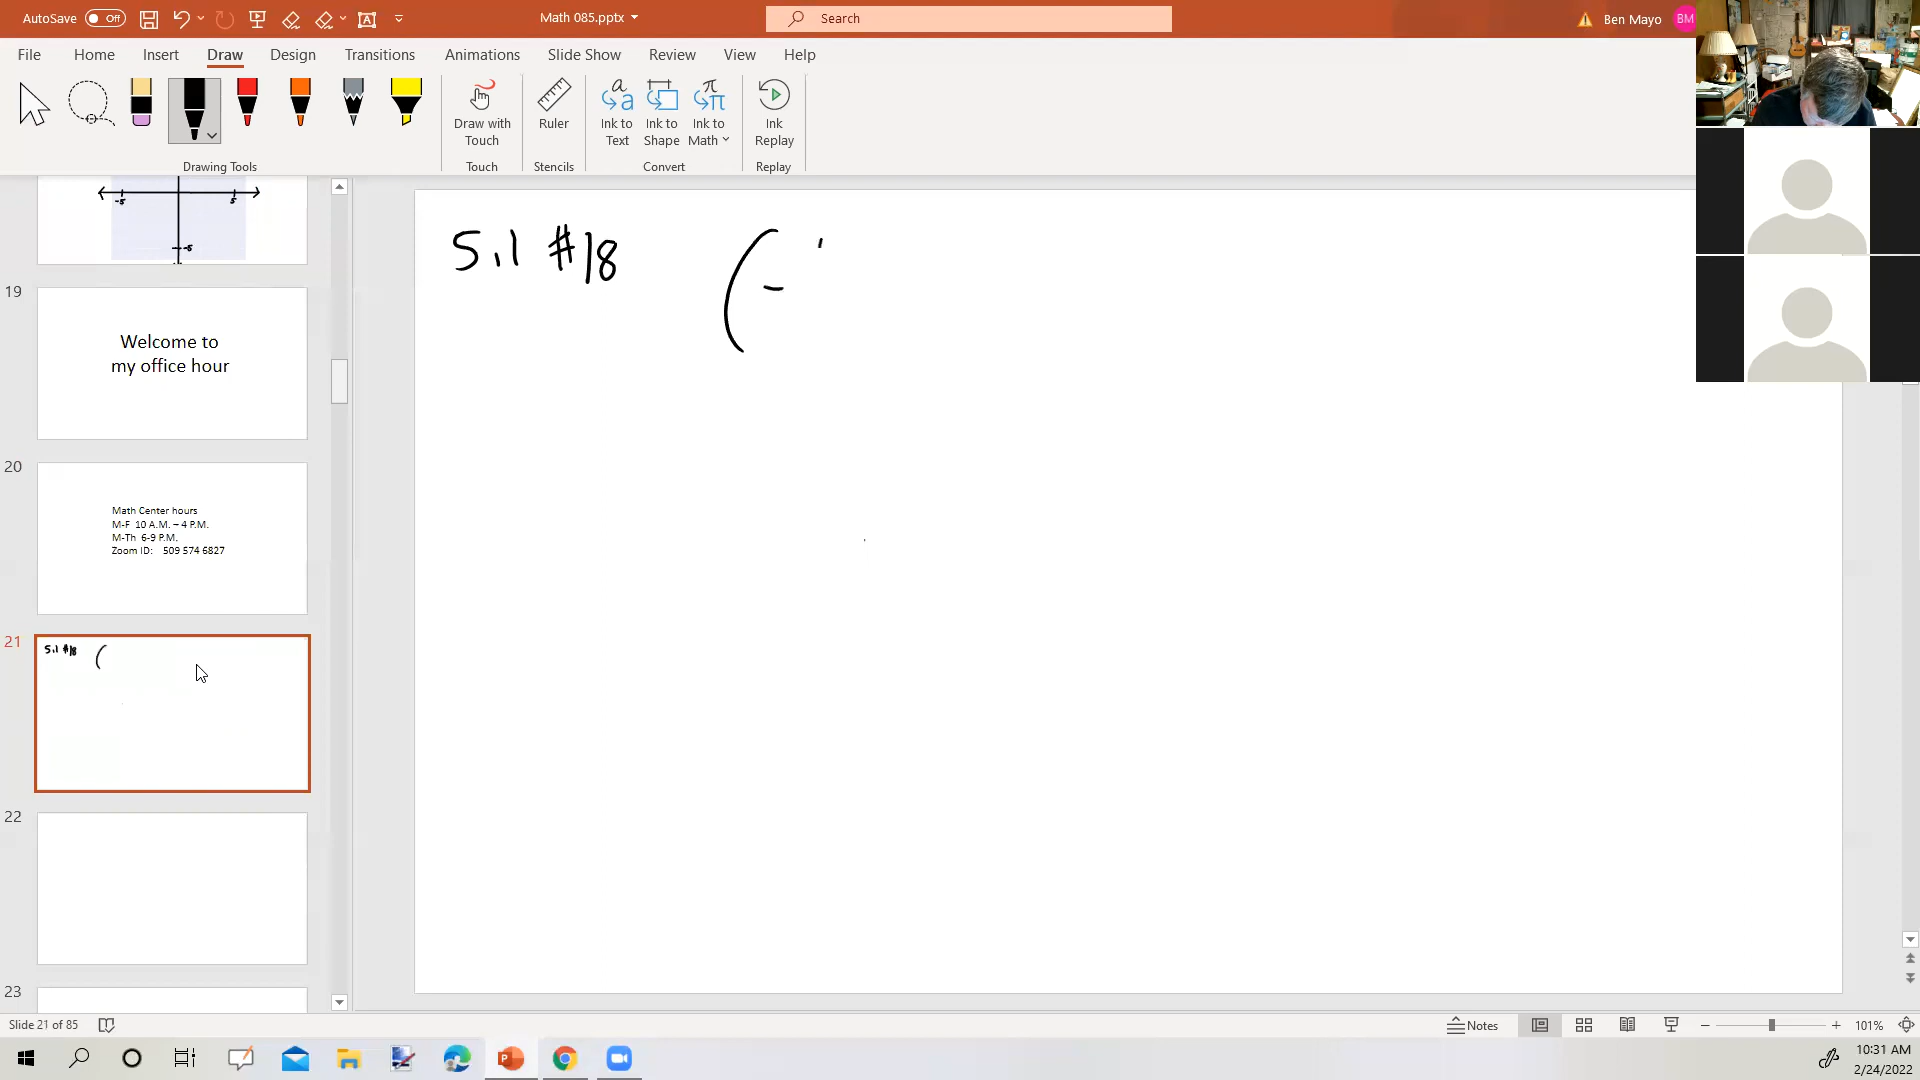 AutoSave Off Math 085.pptx Search Ben Mayo BM
File Home Insert Draw Design Transitions Animations Slide Show Review View Help
Draw with Touch
Ruler
Ink to Text
Ink to Shape
Ink to Math
Ink Replay
Drawing Tools Touch Stencils Convert Replay
-5 5
-5
19
Welcome to
my office hour
20
Math Center hours
M-F 10 A.M. – 4 P.M.
M-Th 6-9 P.M.
Zoom ID: 509 574 6827
21
5.1 #18 (
22
23
5.1 #18 ( -
Slide 21 of 85 Notes 101%
10:31 AM
2/24/2022